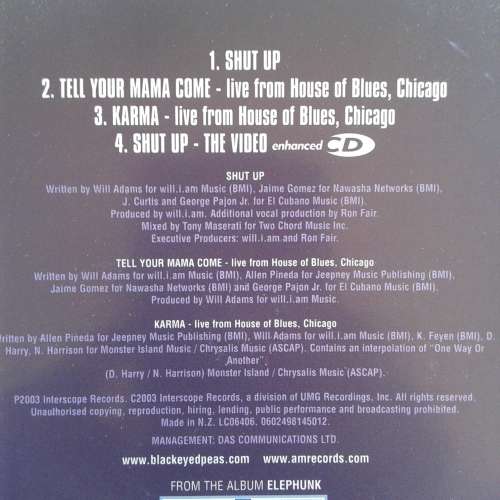 1. SHUT UP
2. TELL YOUR MAMA COME - live from House of Blues, Chicago
3. KARMA - live from House of Blues, Chicago
4. SHUT UP - THE VIDEO enhanced CD
SHUT UP
Written by Will Adams for will.i.am Music (BMI), Jaime Gomez for Nawasha Networks (BMI),
J. Curtis and George Pajon Jr. for El Cubano Music (BMI).
Produced by will.i.am. Additional vocal production by Ron Fair.
Mixed by Tony Maserati for Two Chord Music Inc.
Executive Producers: will.i.am and Ron Fair.
TELL YOUR MAMA COME - live from House of Blues, Chicago
Written by Will Adams for will.i.am Music (BMI), Allen Pineda for Jeepney Music Publishing (BMI),
Jaime Gomez for Nawasha Networks (BMI) and George Pajon Jr. for El Cubano Music (BMI),
Produced by Will Adams for will.i.am Music.
KARMA - live from House of Blues, Chicago
ritten by Allen Pineda for Jeepney Music Publishing (BMI), Will Adams for will.i.am Music (BMI), K. Feyen (BMI), D.
Harry, N. Harrison for Monster Island Music / Chrysalis Music (ASCAP). Contains an interpolation of "One Way Or
Another"
(D. Harry / N. Harrison) Monster Island / Chrysalis Music (ASCAP).
P2003 Interscope Records. C2003 Interscope Records, a division of UMG Recordings, Inc. All rights reserved.
Unauthorised copying, reproduction, hiring, lending, public performance and broadcasting prohibited.
Made in N.Z. LC06406. 0602498145012.
MANAGEMENT: DAS COMMUNICATIONS LTD.
www.blackeyedpeas.com www.amrecords.com
FROM THE ALBUM ELEPHUNK